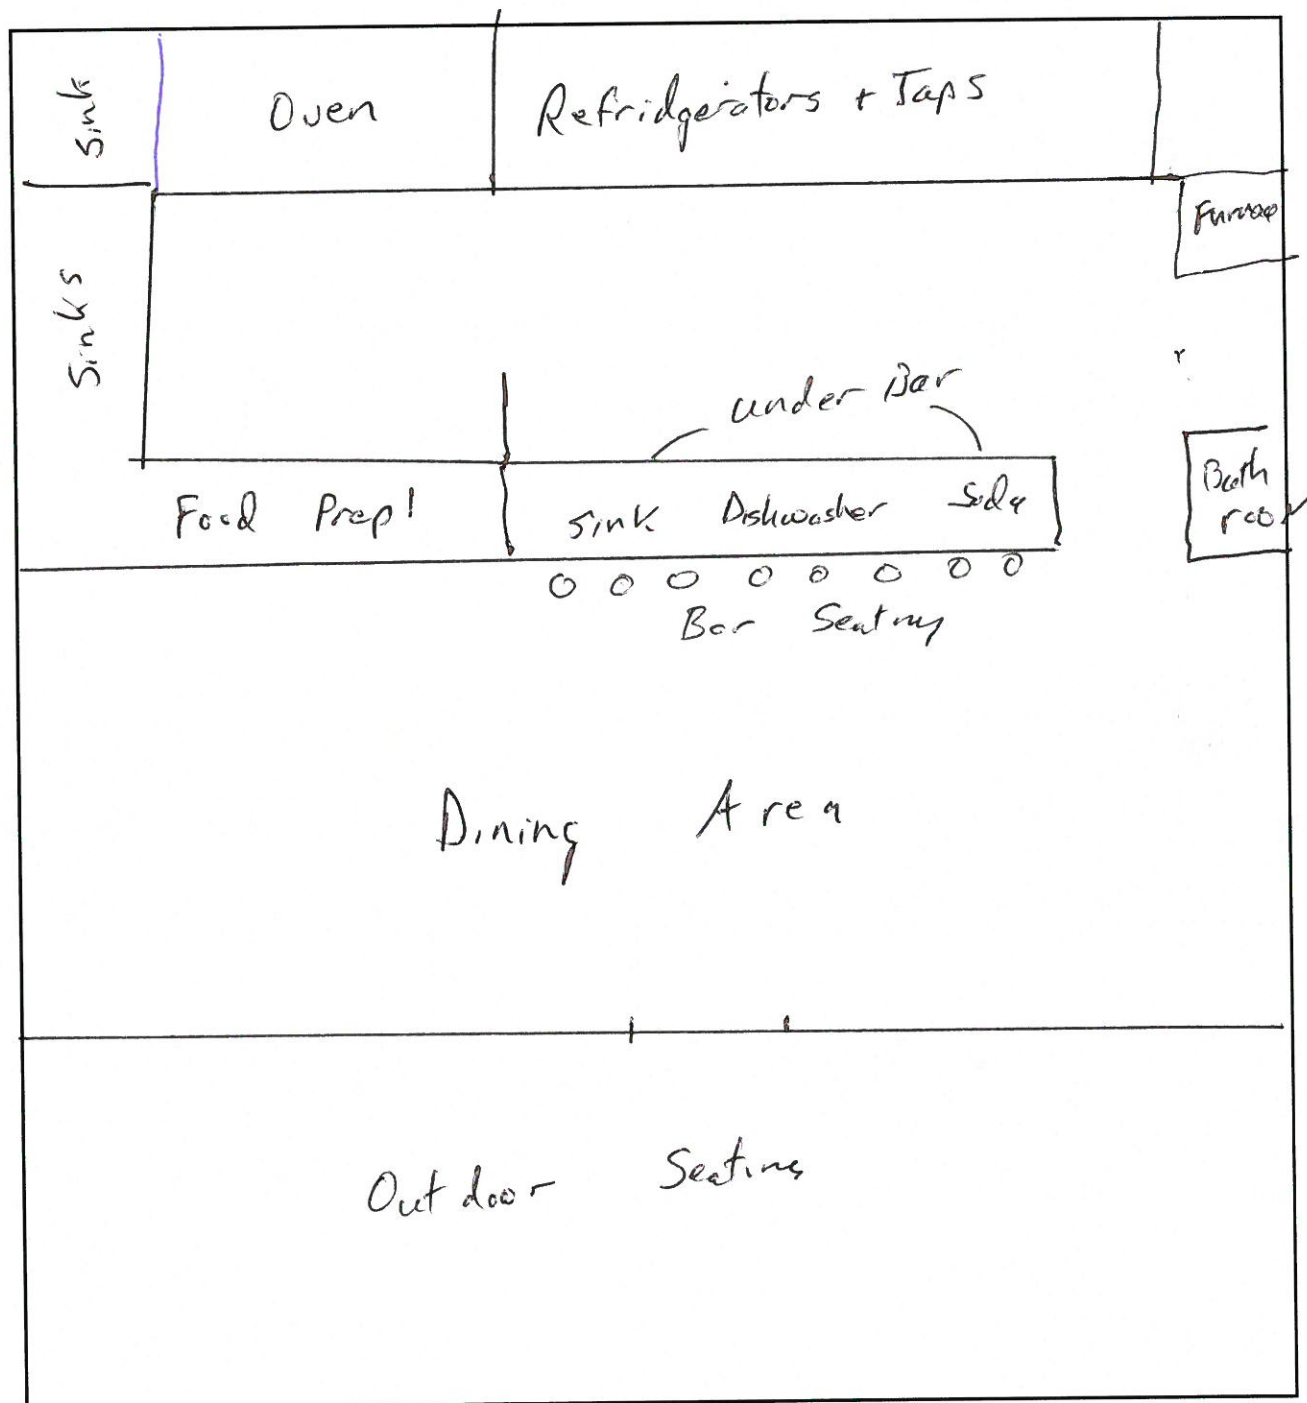 Sink
Oven
Refridgerators + Taps
Furnace
Sinks
under Bar
Food Prep!
Sink Dishwasher Soda
Bath
room
Bar Seating
Dining Area
Outdoor Seating